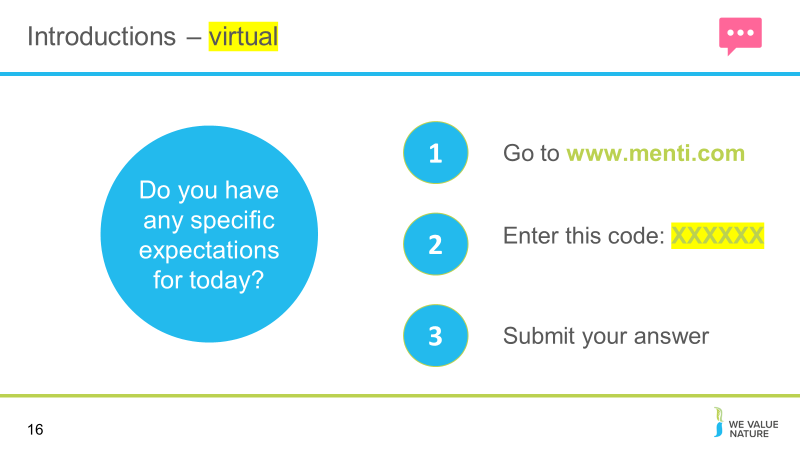 Introductions – virtual
Do you have
any specific
expectations
for today?
1
Go to www.menti.com
2
Enter this code: XXXXXX
3
Submit your answer
16
WE VALUE
NATURE